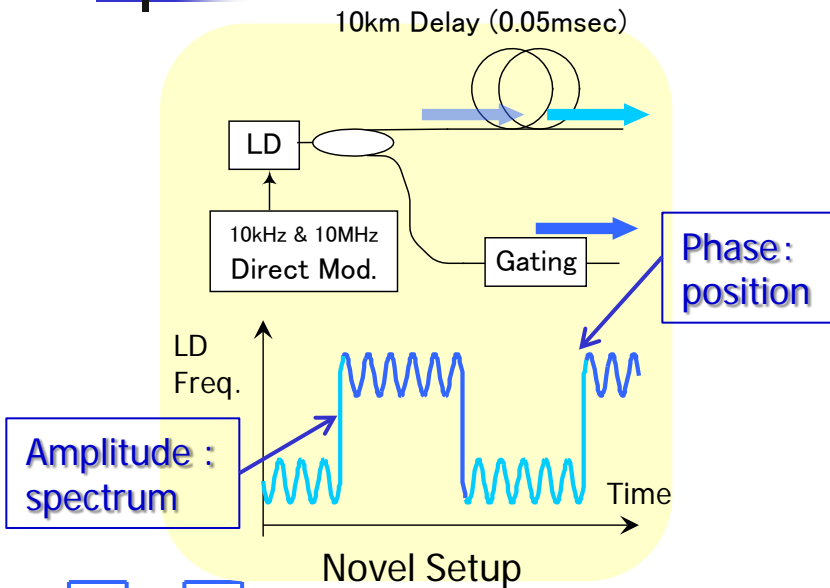 10km Delay (0.05msec)
LD
10kHz & 10MHz
Direct Mod.
Gating
Phase:
position
LD
Freq.
Amplitude :
spectrum
Time
Novel Setup